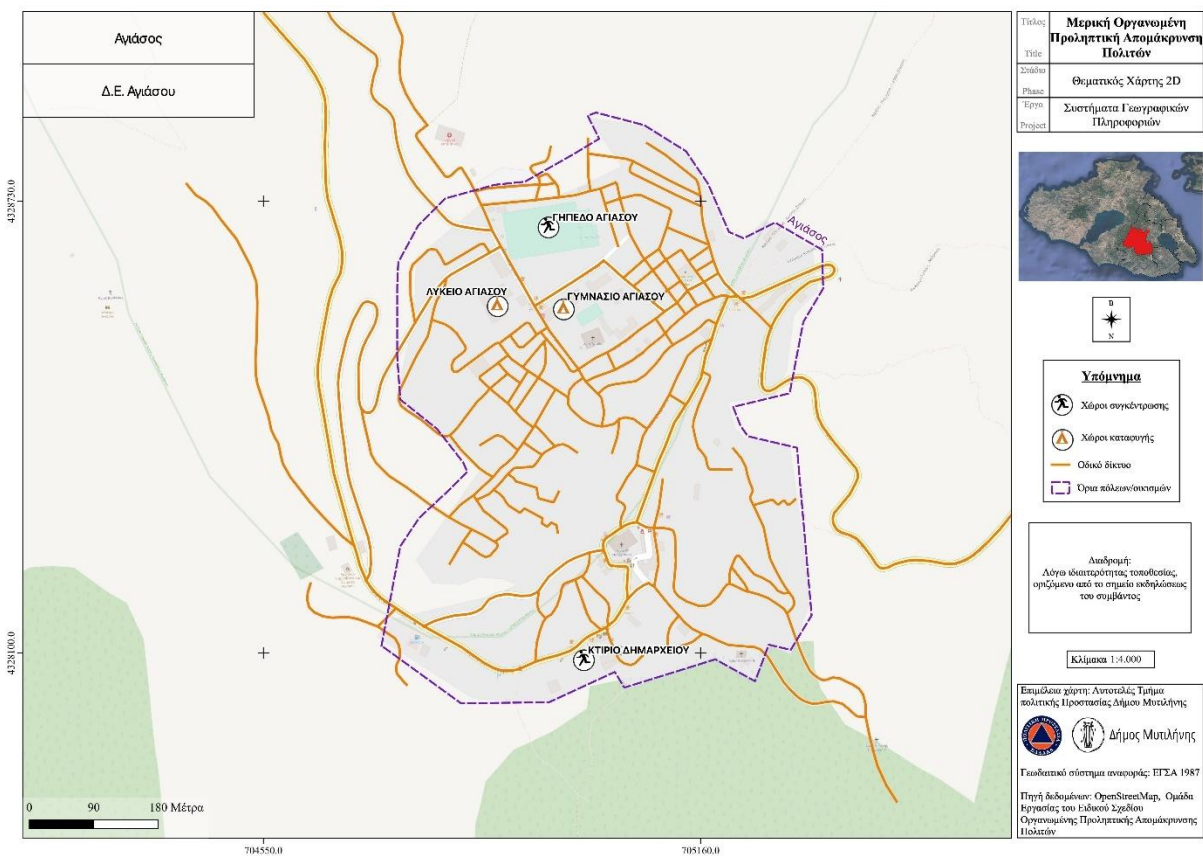 Αγιάσος
Δ.Ε. Αγιάσου
ΓΗΠΕΔΟ ΑΓΙΑΣΟΥ
Αγιάσος
ΛΥΚΕΙΟ ΑΓΙΑΣΟΥ
ΓΥΜΝΑΣΙΟ ΑΓΙΑΣΟΥ
ΚΤΙΡΙΟ ΔΗΜΑΡΧΕΙΟΥ
4328730.0
4328100.0
704550.0
705160.0
0 90 180 Μέτρα
Τίτλος
Title
Μερική Οργανωμένη
Προληπτική Απομάκρυνση
Πολιτών
Στάδιο
Phase
Θεματικός Χάρτης 2D
Έργο
Project
Συστήματα Γεωγραφικών
Πληροφοριών
Β
Ν
Υπόμνημα
Χώροι συγκέντρωσης
Χώροι καταφυγής
Οδικό δίκτυο
Όρια πόλεων/οικισμών
Διαδρομή:
Λόγω ιδιαιτερότητας τοποθεσίας,
οριζόμενο από το σημείο εκδηλώσεως
του συμβάντος
Κλίμακα 1:4.000
Επιμέλεια χάρτη: Αυτοτελές Τμήμα
πολιτικής Προστασίας Δήμου Μυτιλήνης
Δήμος Μυτιλήνης
Γεωδαιτικό σύστημα αναφοράς: ΕΓΣΑ 1987
Πηγή δεδομένων: OpenStreetMap, Ομάδα
Εργασίας του Ειδικού Σχεδίου
Οργανωμένης Προληπτικής Απομάκρυνσης
Πολιτών